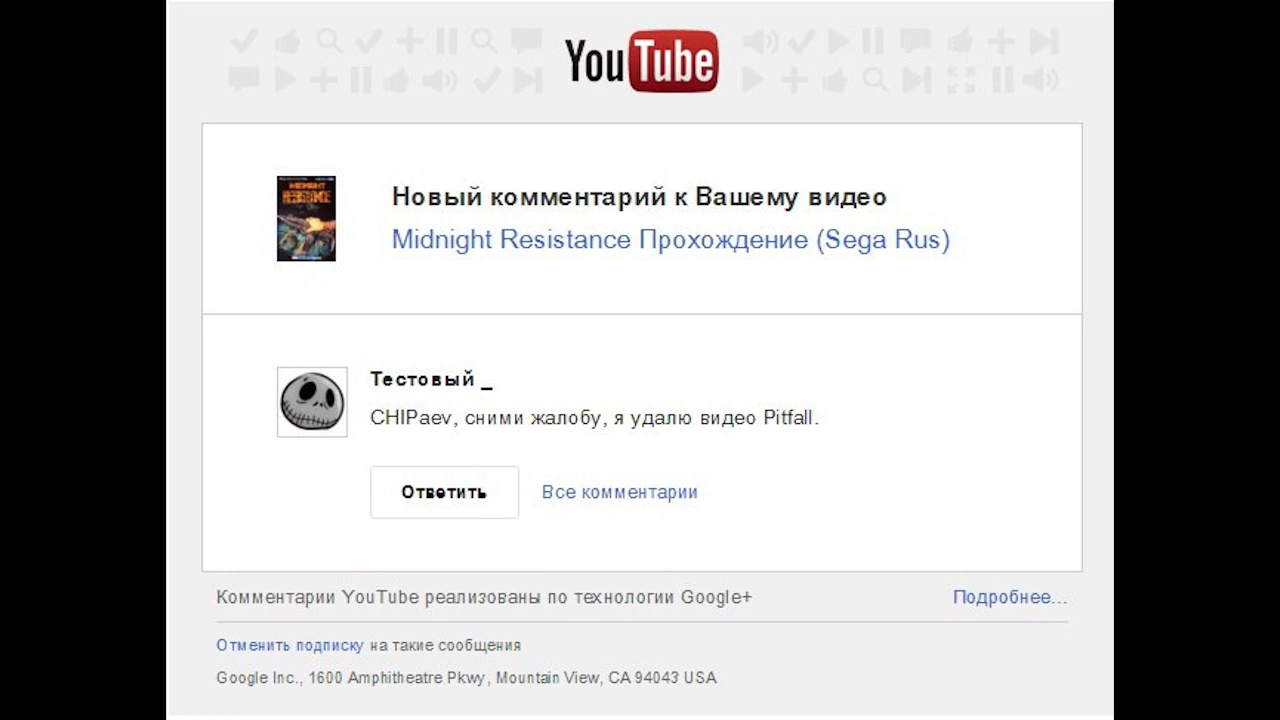 YouTube
MIDNIGHT
RESISTANCE
Новый комментарий к Вашему видео
Midnight Resistance Прохождение (Sega Rus)
Тестовый _
CHIPaev, сними жалобу, я удалю видео Pitfall.
Ответить Все комментарии
Комментарии YouTube реализованы по технологии Google+ Подробнее...
Отменить подписку на такие сообщения
Google Inc., 1600 Amphitheatre Pkwy, Mountain View, CA 94043 USA